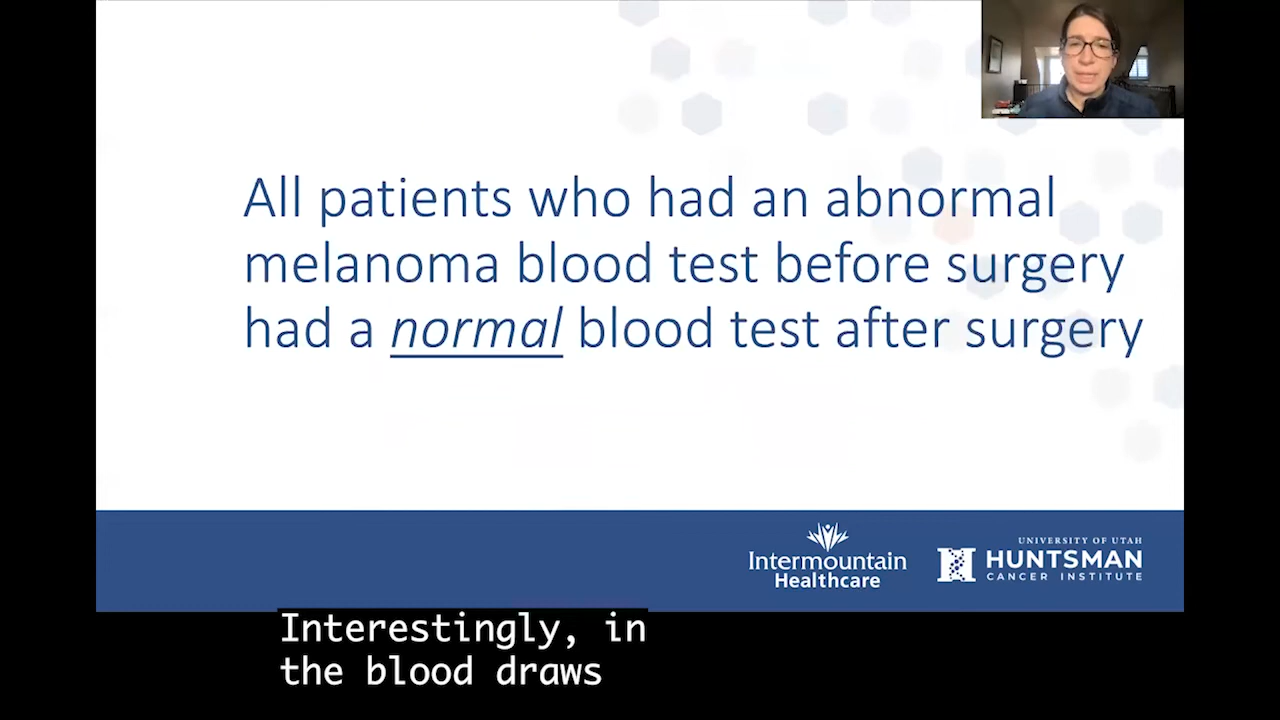 All patients who had an abnormal
melanoma blood test before surgery
had a normal blood test after surgery
Intermountain
Healthcare
UNIVERSITY OF UTAH
HUNTSMAN
CANCER INSTITUTE
Interestingly, in
the blood draws